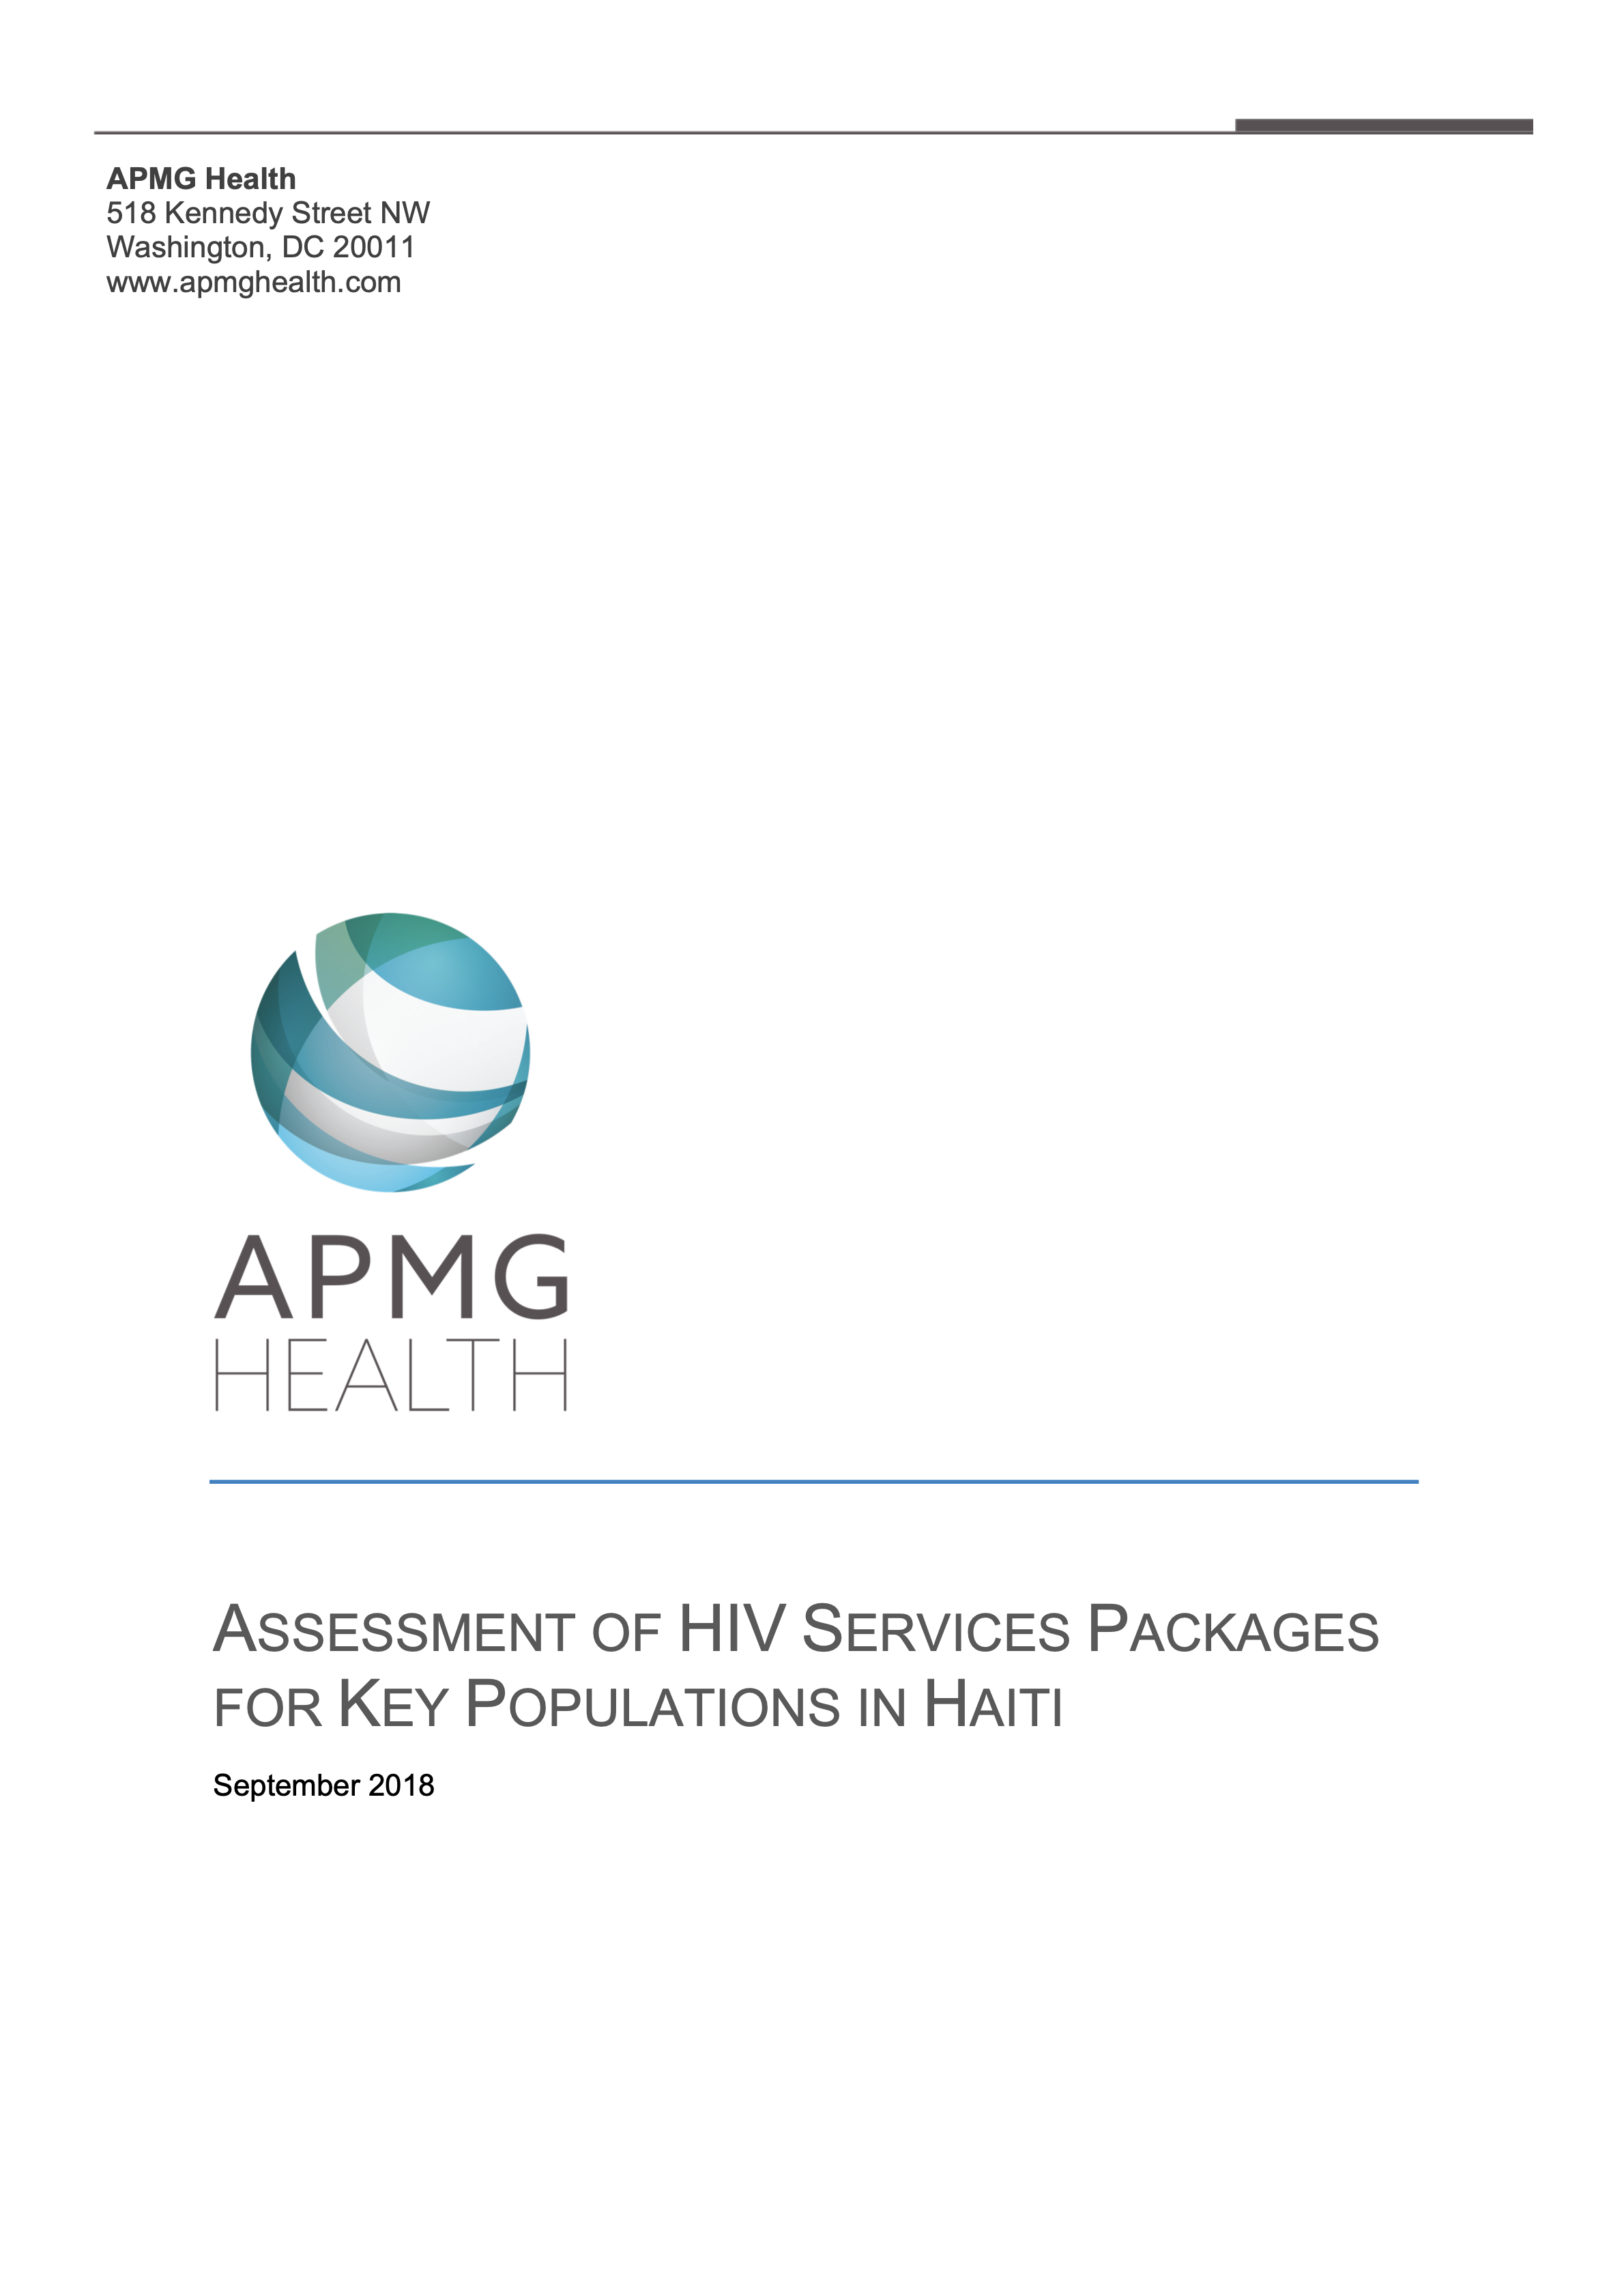 APMG Health
518 Kennedy Street NW
Washington, DC 20011
www.apmghealth.com
APMG
HEALTH
ASSESSMENT OF HIV SERVICES PACKAGES
FOR KEY POPULATIONS IN HAITI
September 2018